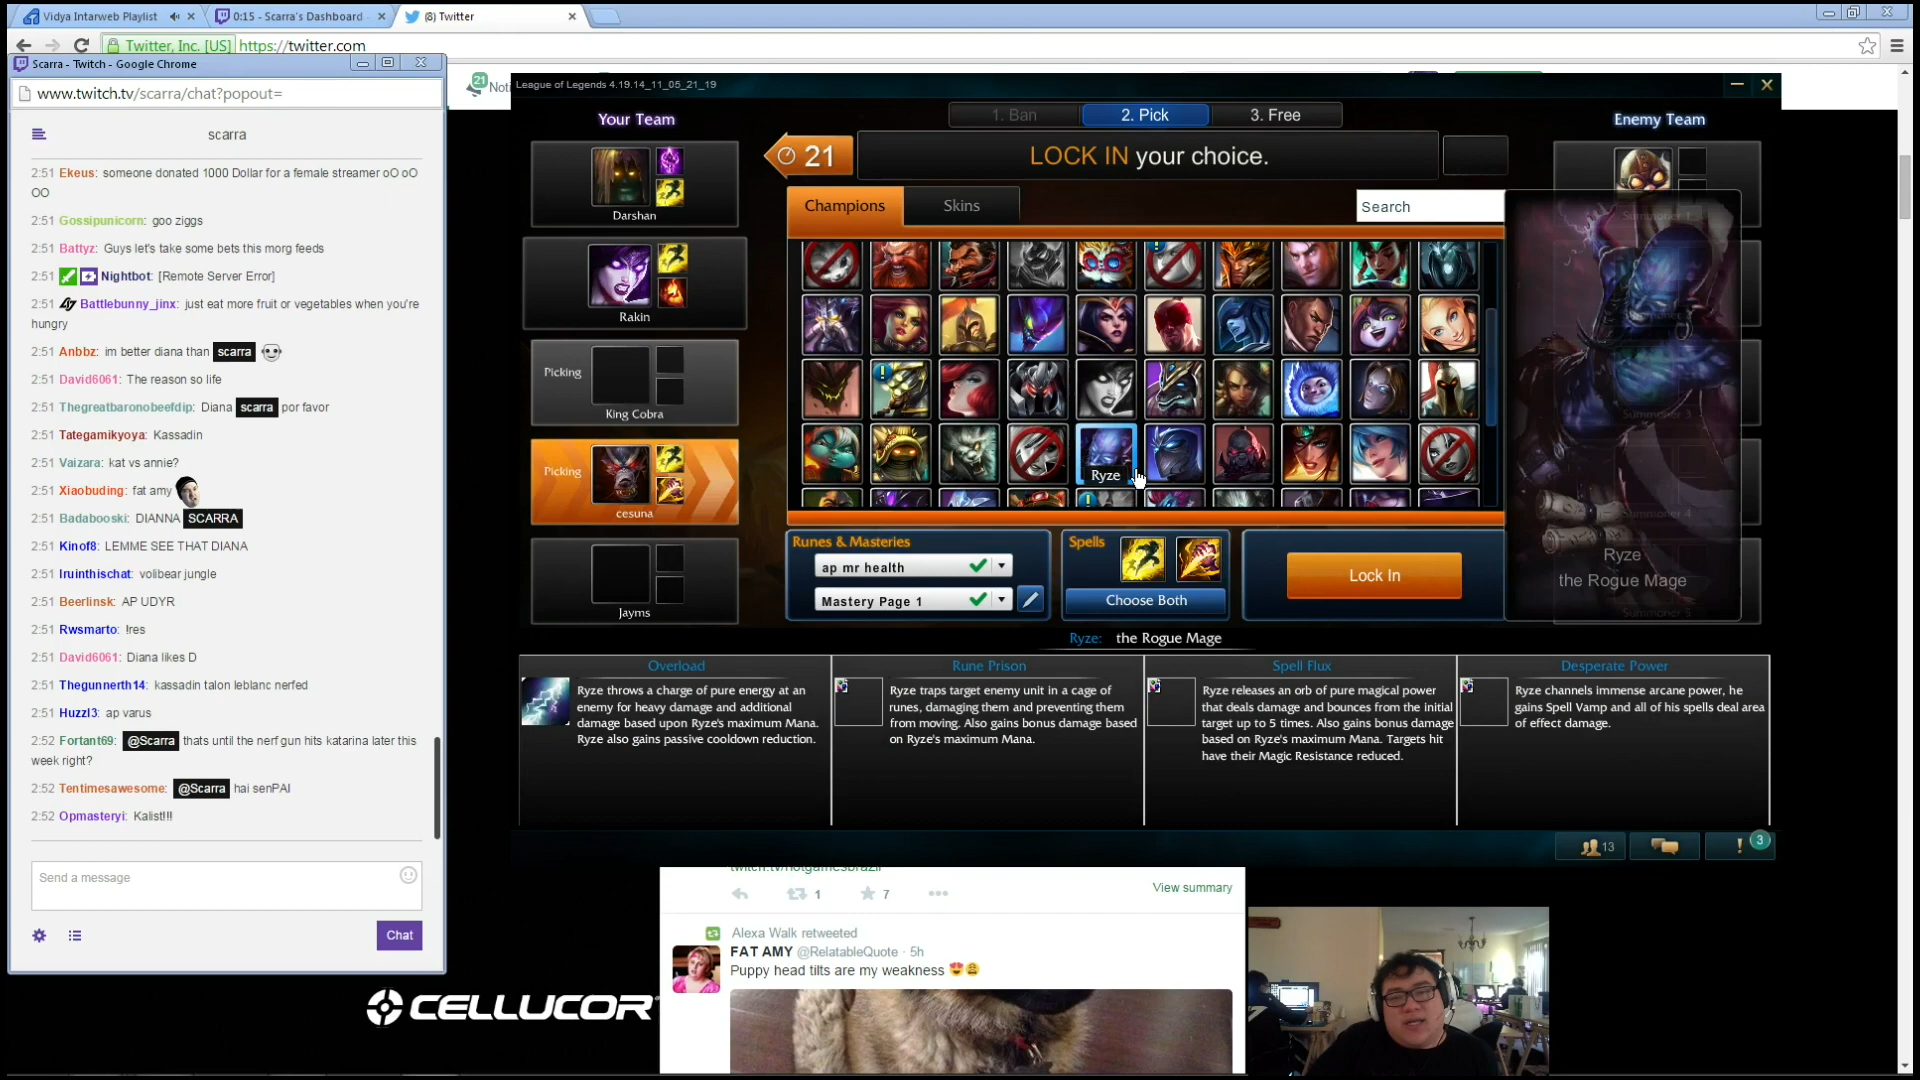 Vidya Intarweb Playlist
0:15 - Scarra's Dashboard
(8) Twitter
Twitter, Inc. [US] https://twitter.com
Scarra - Twitch - Google Chrome
www.twitch.tv/scarra/chat?popout=
scarra
2:51 Ekeus: someone donated 1000 Dollar for a female streamer oO oO
OO
2:51 Gossipunicorn: goo ziggs
2:51 Battyz: Guys let's take some bets this morg feeds
2:51 Nightbot: [Remote Server Error]
2:51 Battlebunny_jinx: just eat more fruit or vegetables when you're
hungry
2:51 Anbbz: im better diana than scarra
2:51 David6061: The reason so life
2:51 Thegreatbaronobeefdip: Diana scarra por favor
2:51 Tategamikyoya: Kassadin
2:51 Vaizara: kat vs annie?
2:51 Xiaobuding: fat amy
2:51 Badabooski: DIANNA SCARRA
2:51 Kinof8: LEMME SEE THAT DIANA
2:51 Iruinthischat: volibear jungle
2:51 Beerlinsk: AP UDYR
2:51 Rwsmarto: !res
2:51 David6061: Diana likes D
2:51 Thegunnerth14: kassadin talon leblanc nerfed
2:51 Huzzl3: ap varus
2:52 Fortant69: @Scarra thats until the nerf gun hits katarina later this
week right?
2:52 Tentimesawesome: @Scarra hai senPAI
2:52 Opmasteryi: Kalist!!!
Send a message
Chat
21
Noti
League of Legends 4.19.14_11_05_21_19
Your Team
1. Ban
2. Pick
3. Free
Enemy Team
21
LOCK IN your choice.
Darshan
Rakin
Picking
King Cobra
Picking
cesuna
Jayms
Champions
Skins
Search
Ryze
Summoner 1
Summoner 3
Summoner 4
Ryze
the Rogue Mage
Summoner 5
Runes & Masteries
ap mr health
Mastery Page 1
Spells
Choose Both
Lock In
Ryze: the Rogue Mage
Overload
Ryze throws a charge of pure energy at an
enemy for heavy damage and additional
damage based upon Ryze's maximum Mana.
Ryze also gains passive cooldown reduction.
Rune Prison
Ryze traps target enemy unit in a cage of
runes, damaging them and preventing them
from moving. Also gains bonus damage based
on Ryze's maximum Mana.
Spell Flux
Ryze releases an orb of pure magical power
that deals damage and bounces from the initial
target up to 5 times. Also gains bonus damage
based on Ryze's maximum Mana. Targets hit
have their Magic Resistance reduced.
Desperate Power
Ryze channels immense arcane power, he
gains Spell Vamp and all of his spells deal area
of effect damage.
13
3
twitch.tv/notgamesbrazil
View summary
1
7
Alexa Walk retweeted
FAT AMY @RelatableQuote · 5h
Puppy head tilts are my weakness
CELLUCOR